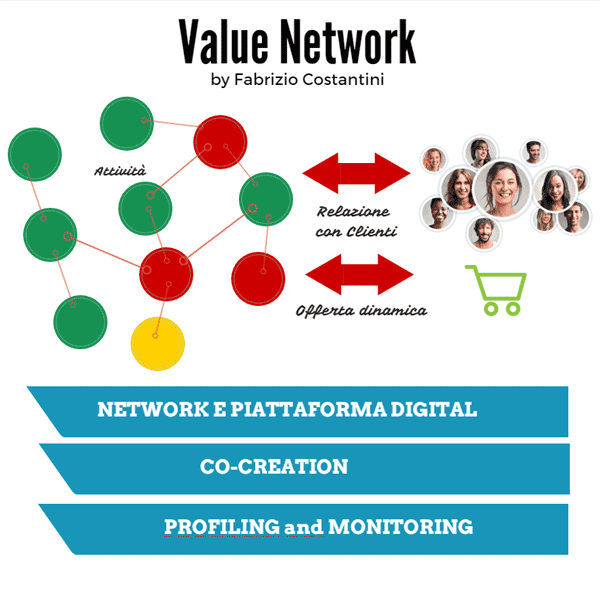 Value Network
by Fabrizio Costantini
Attività
Relazione
con Clienti
Offerta dinamica
NETWORK E PIATTAFORMA DIGITAL
CO-CREATION
PROFILING and MONITORING